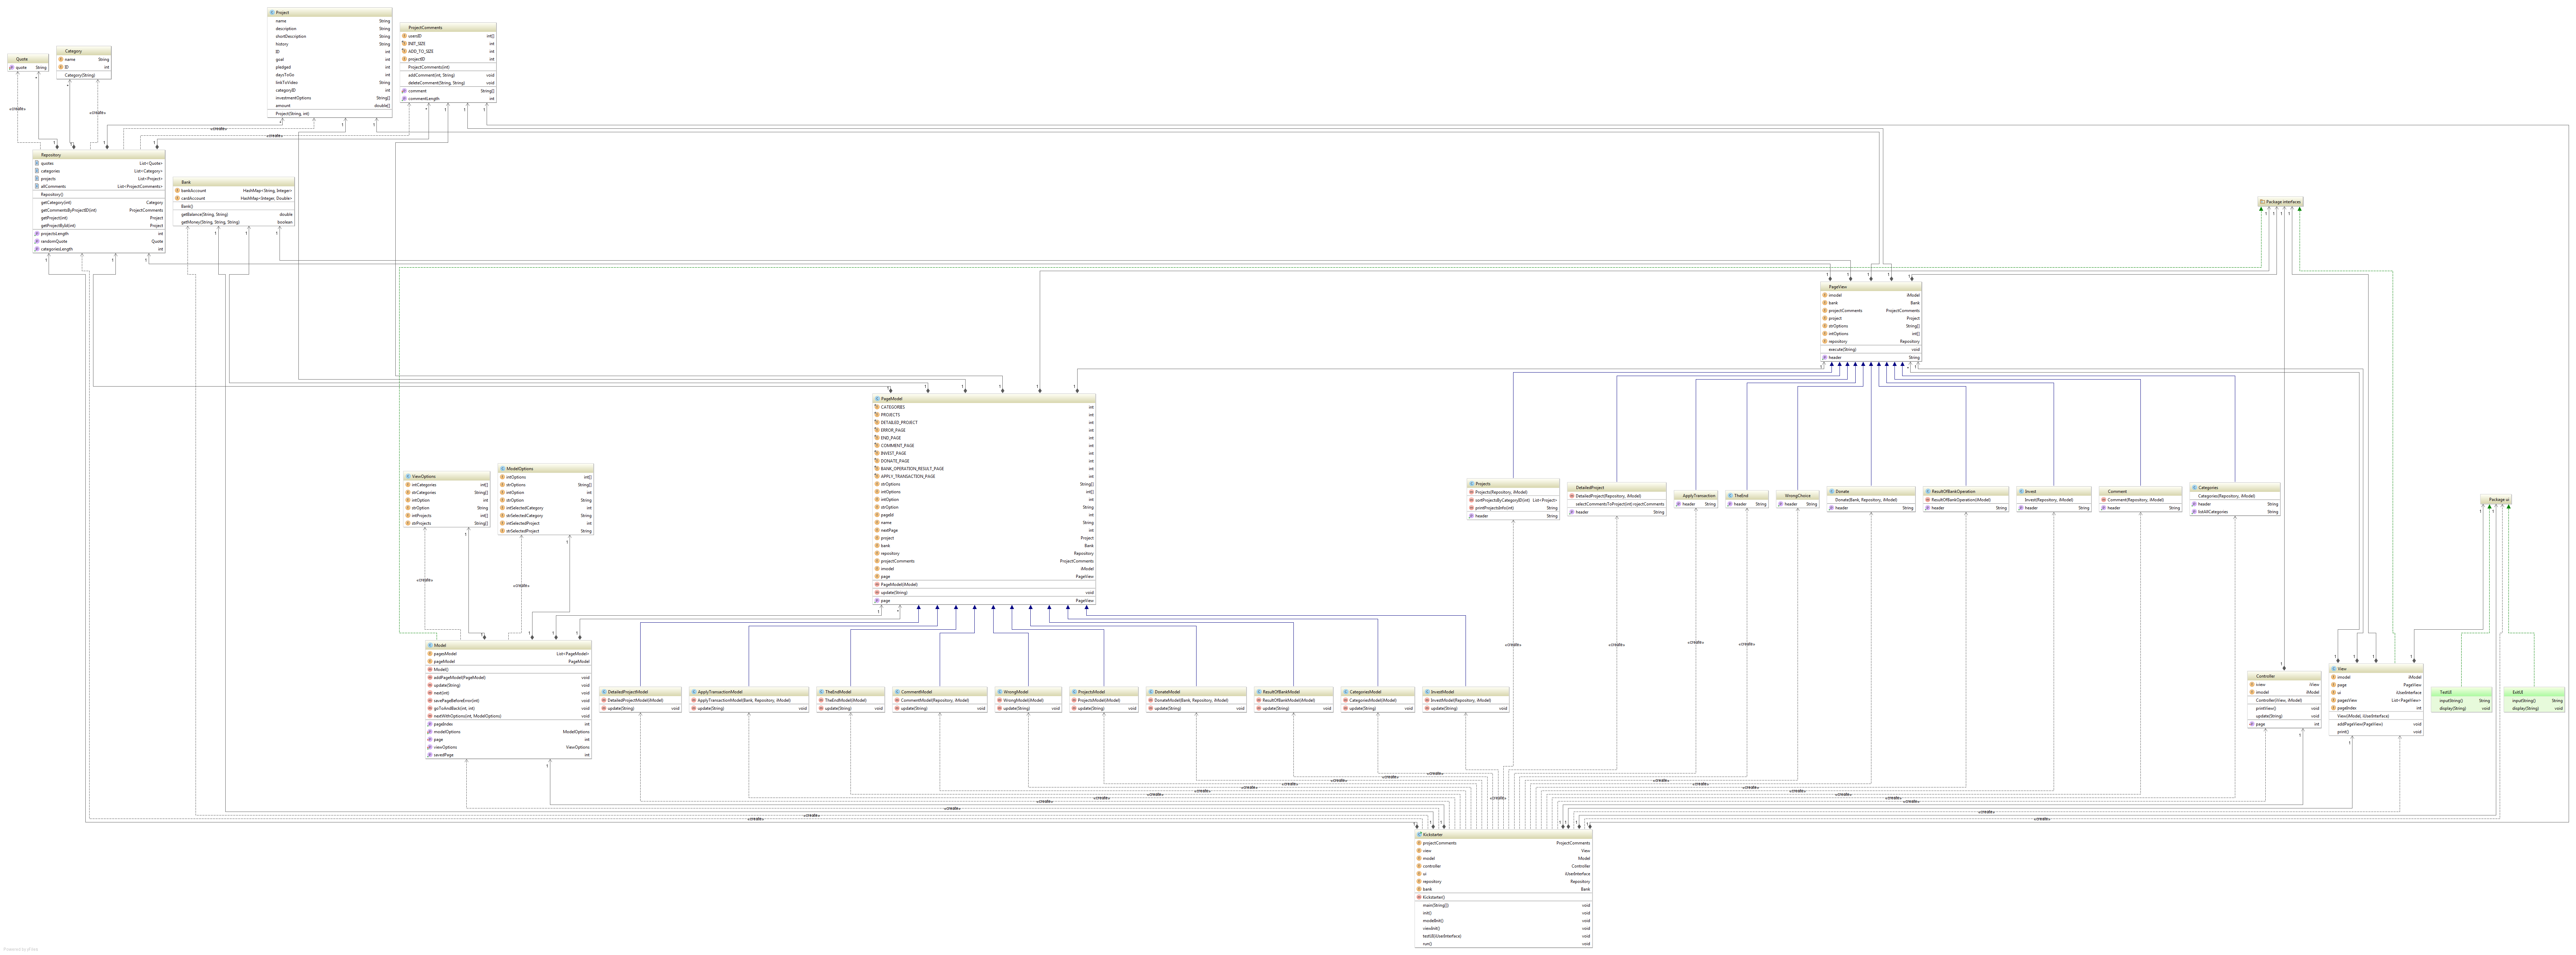 Project
name String
description String
shortDescription String
history String
ID int
goal int
pledged int
daysToGo int
linkToVideo String
categoryID int
investmentOptions String[]
amount double[]
Project(String, int)
ProjectComments
usersID int[]
INIT_SIZE int
ADD_TO_SIZE int
projectID int
ProjectComments(int)
addComment(int, String) void
deleteComment(String, String) void
comment String[]
commentLength int
Quote
quote String
Category
name String
ID int
Category(String)
«create»
«create»
«create»
«create»
Repository
quotes List<Quote>
categories List<Category>
projects List<Project>
allComments List<ProjectComments>
Repository()
getCategory(int) Category
getCommentsByProjectID(int) ProjectComments
getProject(int) Project
getProjectById(int) Project
projectsLength int
randomQuote Quote
categoriesLength int
Bank
bankAccount HashMap<String, Integer>
cardAccount HashMap<Integer, Double>
Bank()
getBalance(String, String) double
getMoney(String, String, String) boolean
Package interfaces
PageView
imodel iModel
bank Bank
projectComments ProjectComments
project Project
strOptions String[]
intOptions int[]
repository Repository
execute(String) void
header String
PageModel
CATEGORIES int
PROJECTS int
DETAILED_PROJECT int
ERROR_PAGE int
END_PAGE int
COMMENT_PAGE int
INVEST_PAGE int
DONATE_PAGE int
BANK_OPERATION_RESULT_PAGE int
APPLY_TRANSACTION_PAGE int
strOptions String[]
intOptions int[]
intOption int
strOption String
pageId int
name String
nextPage int
project Project
bank Bank
repository Repository
projectComments ProjectComments
imodel iModel
page PageView
PageModel(iModel)
update(String) void
page PageView
ViewOptions
intCategories int[]
strCategories String[]
intOption int
strOption String
intProjects int[]
strProjects String[]
ModelOptions
intOptions int[]
strOptions String[]
intOption int
strOption String
intSelectedCategory int
strSelectedCategory String
intSelectedProject int
strSelectedProject String
«create»
«create»
Projects
Projects(Repository, iModel)
sortProjectsByCategoryID(int) List<Project>
printProjectsInfo(int) String
header String
DetailedProject
DetailedProject(Repository, iModel)
header String
ApplyTransaction
header String
TheEnd
header String
WrongChoice
header String
Donate
Donate(Bank, Repository, iModel)
header String
ResultOfBankOperation
ResultOfBankOperation(iModel)
header String
Invest
Invest(Repository, iModel)
header String
Comment
Comment(Repository, iModel)
header String
Categories
Categories(Repository, iModel)
header String
listAllCategories String
Package ui
«create»
«create»
«create»
«create»
Model
pagesModel List<PageModel>
pageModel PageModel
Model()
addPageModel(PageModel) void
update(String) void
next(int) void
savePageBeforeError(int) void
goToAndBack(int, int) void
nextWithOptions(int, ModelOptions) void
pageIndex int
modelOptions ModelOptions
page int
viewOptions ViewOptions
savedPage int
DetailedProjectModel
DetailedProjectModel(iModel)
update(String) void
ApplyTransactionModel
ApplyTransactionModel(Bank, Repository, iModel)
update(String) void
TheEndModel
TheEndModel(iModel)
update(String) void
CommentModel
CommentModel(Repository, iModel)
update(String) void
WrongModel
WrongModel(iModel)
update(String) void
ProjectsModel
ProjectsModel(iModel)
update(String) void
DonateModel
DonateModel(Bank, Repository, iModel)
update(String) void
ResultOfBankModel
ResultOfBankModel(iModel)
update(String) void
CategoriesModel
CategoriesModel(iModel)
update(String) void
InvestModel
InvestModel(Repository, iModel)
update(String) void
Controller
iview iView
imodel iModel
Controller(iView, iModel)
printView() void
update(String) void
page int
View
imodel iModel
page PageView
ui iUserInterface
pagesView List<PageView>
pageIndex int
View(iModel, iUserInterface)
addPageView(PageView) void
print() void
TestUI
inputString() String
display(String) void
ExitUI
inputString() String
display(String) void
«create»
«create»
«create»
«create»
«create»
«create»
«create»
«create»
Kickstarter
projectComments ProjectComments
view View
model Model
controller Controller
ui iUserInterface
repository Repository
bank Bank
Kickstarter()
main(String[]) void
init() void
modelInit() void
viewInit() void
testUI(iUserInterface) void
run() void
Powered by yFiles